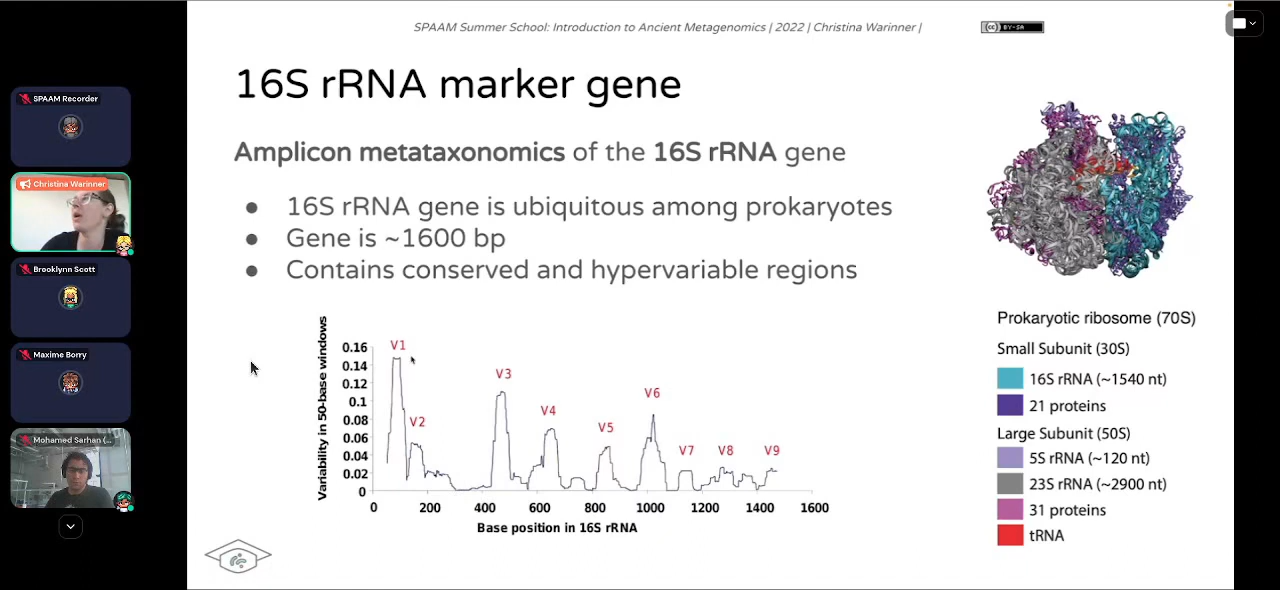 SPAAM Summer School: Introduction to Ancient Metagenomics | 2022 | Christina Warinner |
CC BY-SA
16S rRNA marker gene
Amplicon metataxonomics of the 16S rRNA gene
● 16S rRNA gene is ubiquitous among prokaryotes
● Gene is ~1600 bp
● Contains conserved and hypervariable regions
SPAAM Recorder
Christina Warinner
Brooklynn Scott
Maxime Borry
Mohamed Sarhan (...
Variability in 50-base windows
0.16
0.14
0.12
0.1
0.08
0.06
0.04
0.02
0
V1
V2
V3
V4
V5
V6
V7
V8
V9
0 200 400 600 800 1000 1200 1400 1600
Base position in 16S rRNA
Prokaryotic ribosome (70S)
Small Subunit (30S)
16S rRNA (~1540 nt)
21 proteins
Large Subunit (50S)
5S rRNA (~120 nt)
23S rRNA (~2900 nt)
31 proteins
tRNA